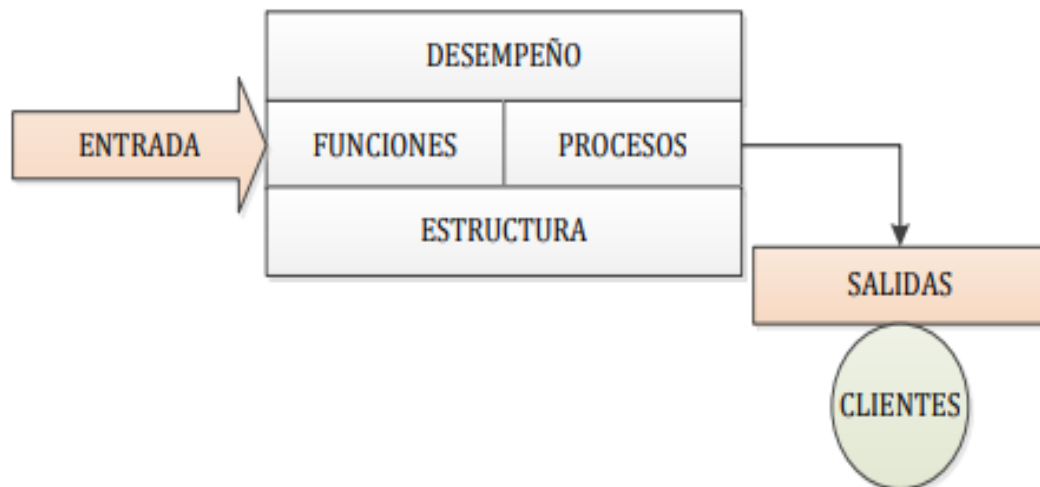 DESEMPEÑO
ENTRADA
FUNCIONES
PROCESOS
ESTRUCTURA
SALIDAS
CLIENTES